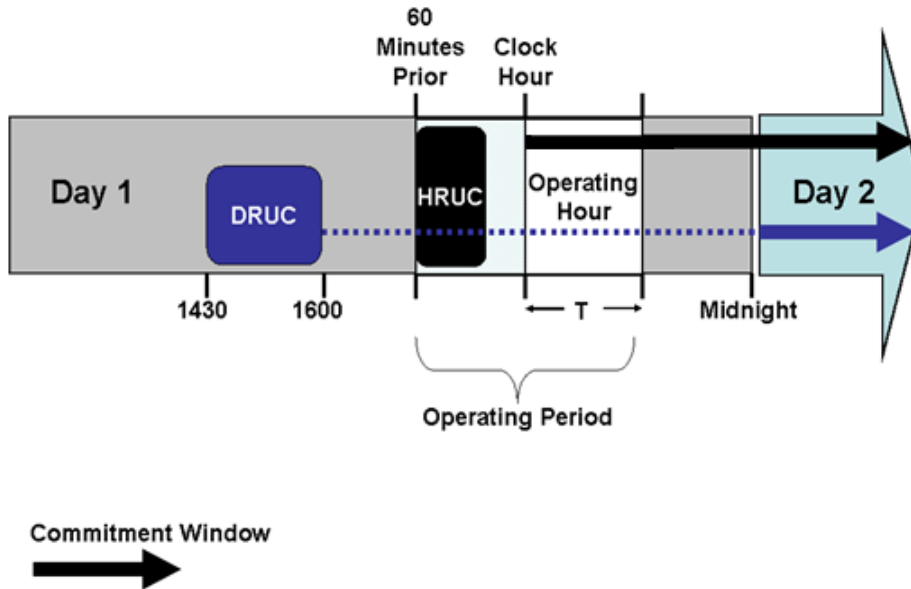 60
Minutes
Prior
Clock
Hour
Day 1
DRUC
HRUC
Operating
Hour
Day 2
1430
1600
T
Midnight
Operating Period
Commitment Window